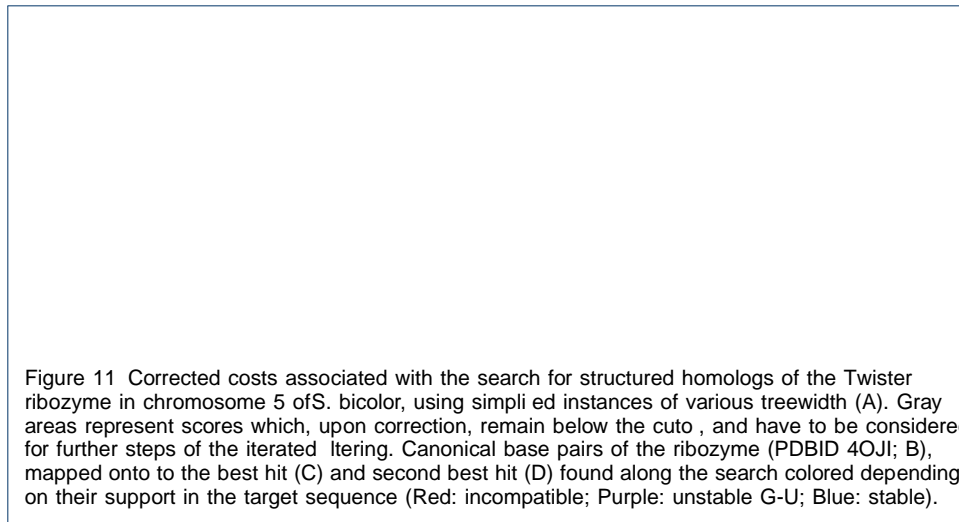 Figure 11 Corrected costs associated with the search for structured homologs of the Twister
ribozyme in chromosome 5 ofS. bicolor, using simpli ed instances of various treewidth (A). Gray
areas represent scores which, upon correction, remain below the cuto , and have to be considere
for further steps of the iterated ltering. Canonical base pairs of the ribozyme (PDBID 4OJI; B),
mapped onto to the best hit (C) and second best hit (D) found along the search colored depending
on their support in the target sequence (Red: incompatible; Purple: unstable G-U; Blue: stable).